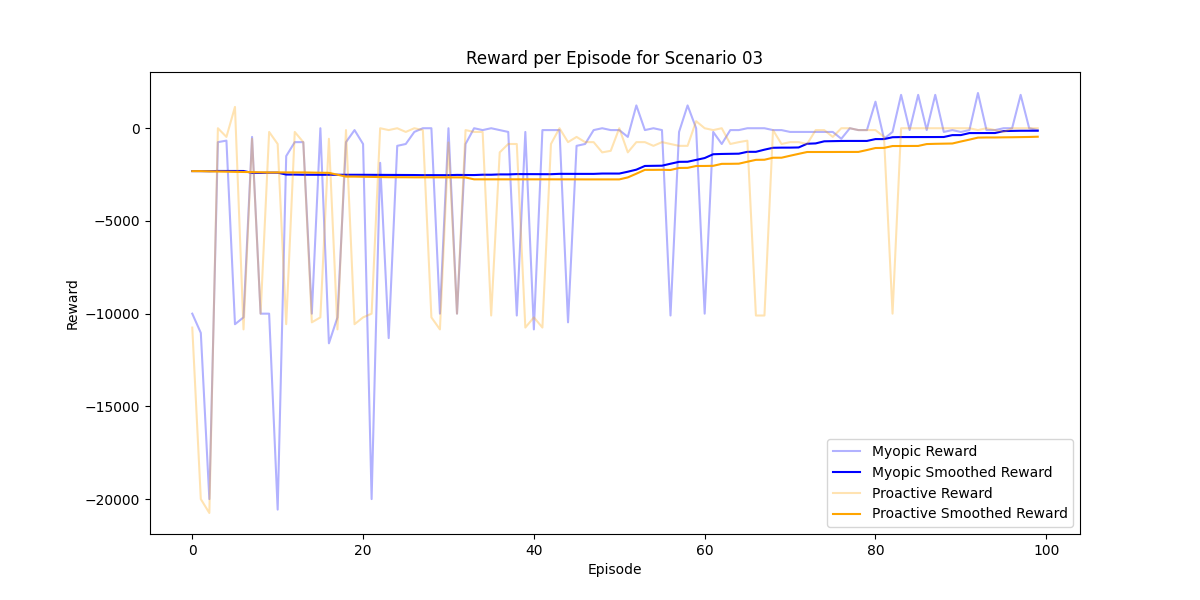 Reward per Episode for Scenario 03
Reward
0
−5000
−10000
−15000
−20000
0 20 40 60 80 100
Episode
Myopic Reward
Myopic Smoothed Reward
Proactive Reward
Proactive Smoothed Reward